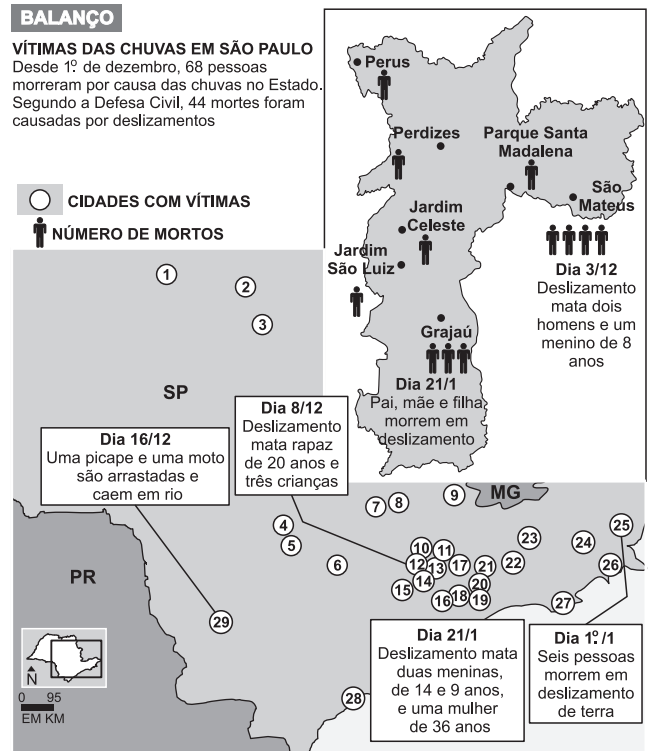 BALANÇO
VÍTIMAS DAS CHUVAS EM SÃO PAULO
Desde 1º. de dezembro, 68 pessoas
morreram por causa das chuvas no Estado.
Segundo a Defesa Civil, 44 mortes foram
causadas por deslizamentos
CIDADES COM VÍTIMAS
NÚMERO DE MORTOS
Perus
Perdizes
Parque Santa
Madalena
São
Mateus
Jardim
Celeste
Jardim
São Luiz
Dia 3/12
Deslizamento
mata dois
homens e um
menino de 8
anos
Grajaú
Dia 21/1
Pai, mãe e filha
morrem em
deslizamento
1
2
3
SP
Dia 16/12
Uma picape e uma moto
são arrastadas e
caem em rio
Dia 8/12
Deslizamento
mata rapaz
de 20 anos e
três crianças
MG
PR
4
5
6
7
8
9
10
11
12
13
14
15
16
17
18
19
20
21
22
23
24
25
26
27
28
29
Dia 21/1
Deslizamento mata
duas meninas,
de 14 e 9 anos,
e uma mulher
de 36 anos
Dia 1º./1
Seis pessoas
morrem em
deslizamento
de terra
N
0 95
EM KM